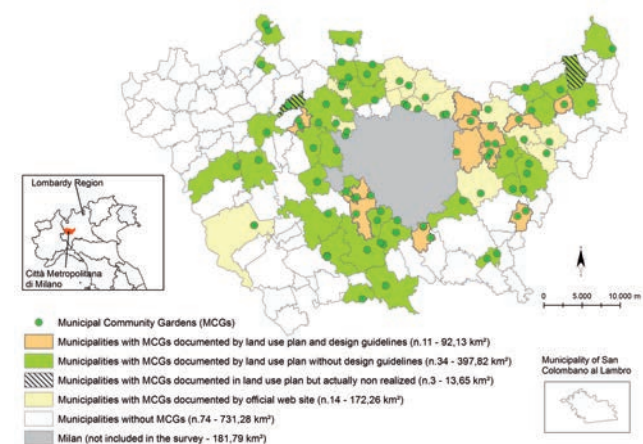 Lombardy Region
Città Metropolitana
di Milano
0
5.000
10.000 m
Municipal Community Gardens (MCGs)
Municipalities with MCGs documented by land use plan and design guidelines (n.11 - 92,13 km²)
Municipalities with MCGs documented by land use plan without design guidelines (n.34 - 397,82 km²)
Municipalities with MCGs documented in land use plan but actually non realized (n.3 - 13,65 km²)
Municipalities with MCGs documented by official web site (n.14 - 172,26 km²)
Municipalities without MCGs (n.74 - 731,28 km²)
Milan (not included in the survey - 181,79 km²)
Municipality of San
Colombano al Lambro